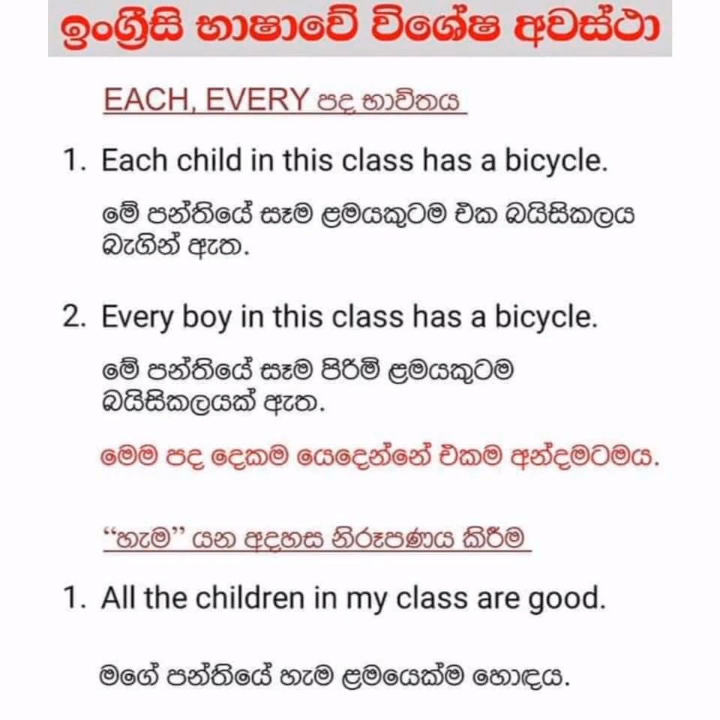 ඉංග්‍රීසි භාෂාවේ විශේෂ අවස්ථා
EACH, EVERY පද භාවිතය
1. Each child in this class has a bicycle.
මේ පන්තියේ සෑම ළමයකුටම එක බයිසිකලය
බැගින් ඇත.
2. Every boy in this class has a bicycle.
මේ පන්තියේ සෑම පිරිමි ළමයකුටම
බයිසිකලයක් ඇත.
මෙම පද දෙකම යෙදෙන්නේ එකම අන්දමටමය.
“හැම” යන අදහස නිරූපණය කිරීම
1. All the children in my class are good.
මගේ පන්තියේ හැම ළමයෙක්ම හොඳය.